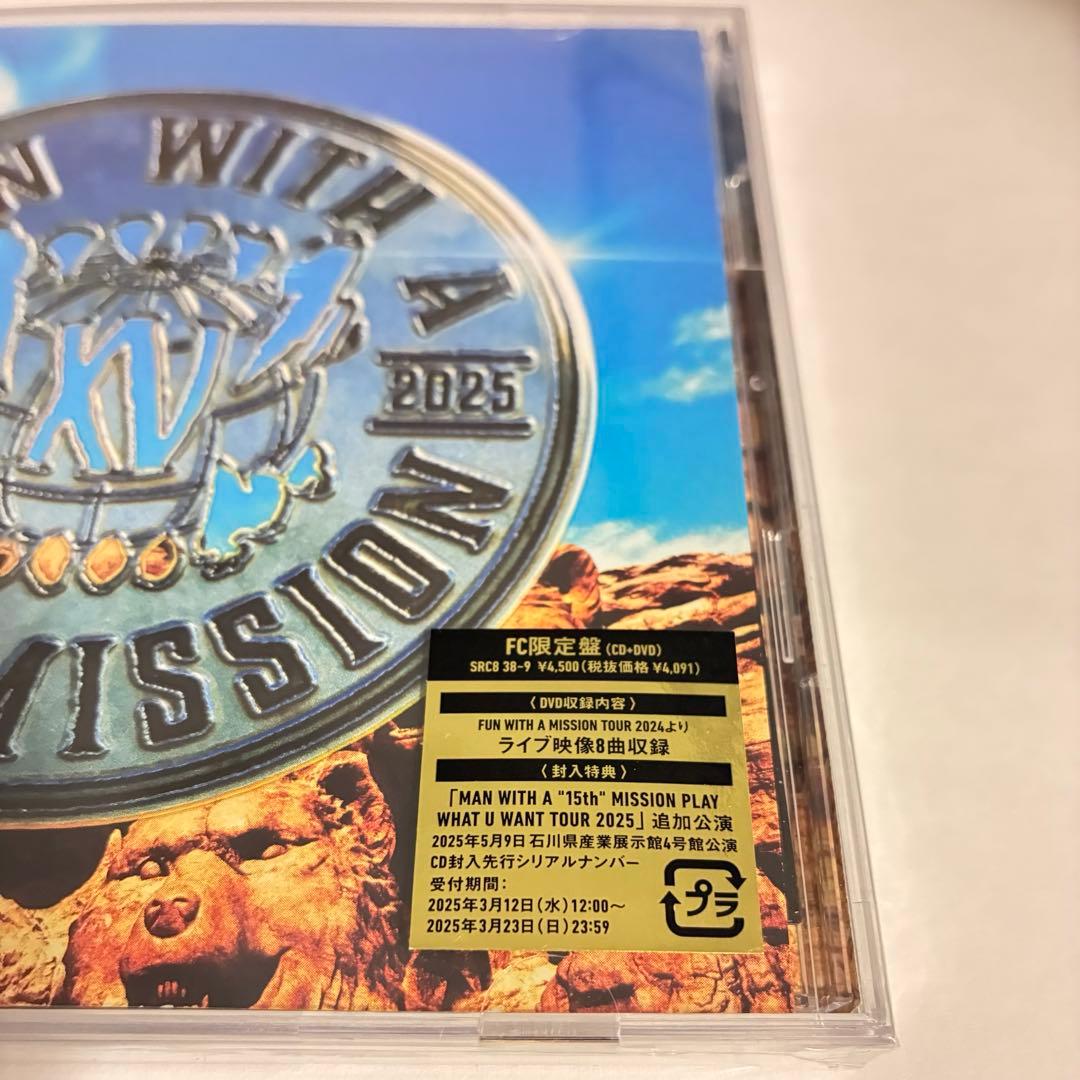 N WITH A
XV
2025
MISSION
FC限定盤(CD+DVD)
SRC8 38-9 ¥4,500(税抜価格 ¥4,091)
〈 DVD収録内容 〉
FUN WITH A MISSION TOUR 2024より
ライブ映像8曲収録
〈 封入特典 〉
「MAN WITH A "15th" MISSION PLAY
WHAT U WANT TOUR 2025」追加公演
2025年5月9日 石川県産業展示館4号館公演
CD封入先行シリアルナンバー
受付期間:
2025年3月12日(水)12:00～
2025年3月23日(日)23:59
プラ